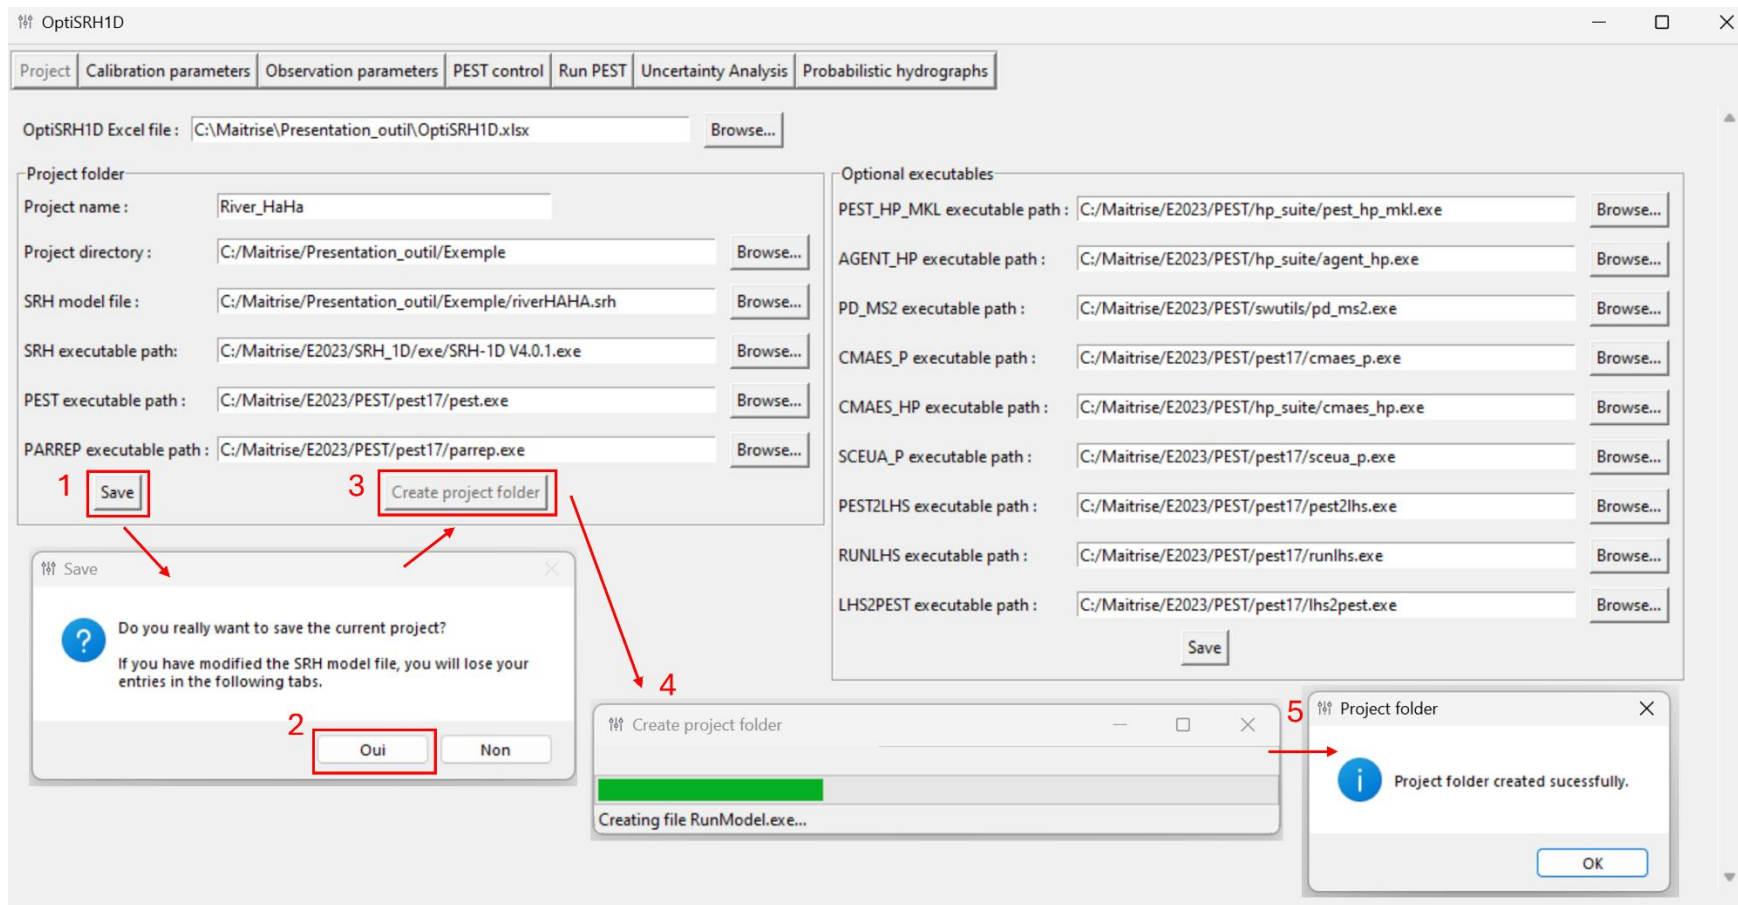 OptiSRH1D
Project Calibration parameters Observation parameters PEST control Run PEST Uncertainty Analysis Probabilistic hydrographs
OptiSRH1D Excel file : C:\Maitrise\Presentation_outil\OptiSRH1D.xlsx Browse...
Project folder
Project name : River_HaHa
Project directory : C:/Maitrise/Presentation_outil/Exemple Browse...
SRH model file : C:/Maitrise/Presentation_outil/Exemple/riverHAHA.srh Browse...
SRH executable path: C:/Maitrise/E2023/SRH_1D/exe/SRH-1D V4.0.1.exe Browse...
PEST executable path : C:/Maitrise/E2023/PEST/pest17/pest.exe Browse...
PARREP executable path : C:/Maitrise/E2023/PEST/pest17/parrep.exe Browse...
1 Save 3 Create project folder
Optional executables
PEST_HP_MKL executable path : C:/Maitrise/E2023/PEST/hp_suite/pest_hp_mkl.exe Browse...
AGENT_HP executable path : C:/Maitrise/E2023/PEST/hp_suite/agent_hp.exe Browse...
PD_MS2 executable path : C:/Maitrise/E2023/PEST/swutils/pd_ms2.exe Browse...
CMAES_P executable path : C:/Maitrise/E2023/PEST/pest17/cmaes_p.exe Browse...
CMAES_HP executable path : C:/Maitrise/E2023/PEST/hp_suite/cmaes_hp.exe Browse...
SCEUA_P executable path : C:/Maitrise/E2023/PEST/pest17/sceua_p.exe Browse...
PEST2LHS executable path : C:/Maitrise/E2023/PEST/pest17/pest2lhs.exe Browse...
RUNLHS executable path : C:/Maitrise/E2023/PEST/pest17/runlhs.exe Browse...
LHS2PEST executable path : C:/Maitrise/E2023/PEST/pest17/lhs2pest.exe Browse...
Save
Save
Do you really want to save the current project?
If you have modified the SRH model file, you will lose your
entries in the following tabs.
2 Oui Non
4
Create project folder
Creating file RunModel.exe...
5 Project folder
Project folder created sucessfully.
OK